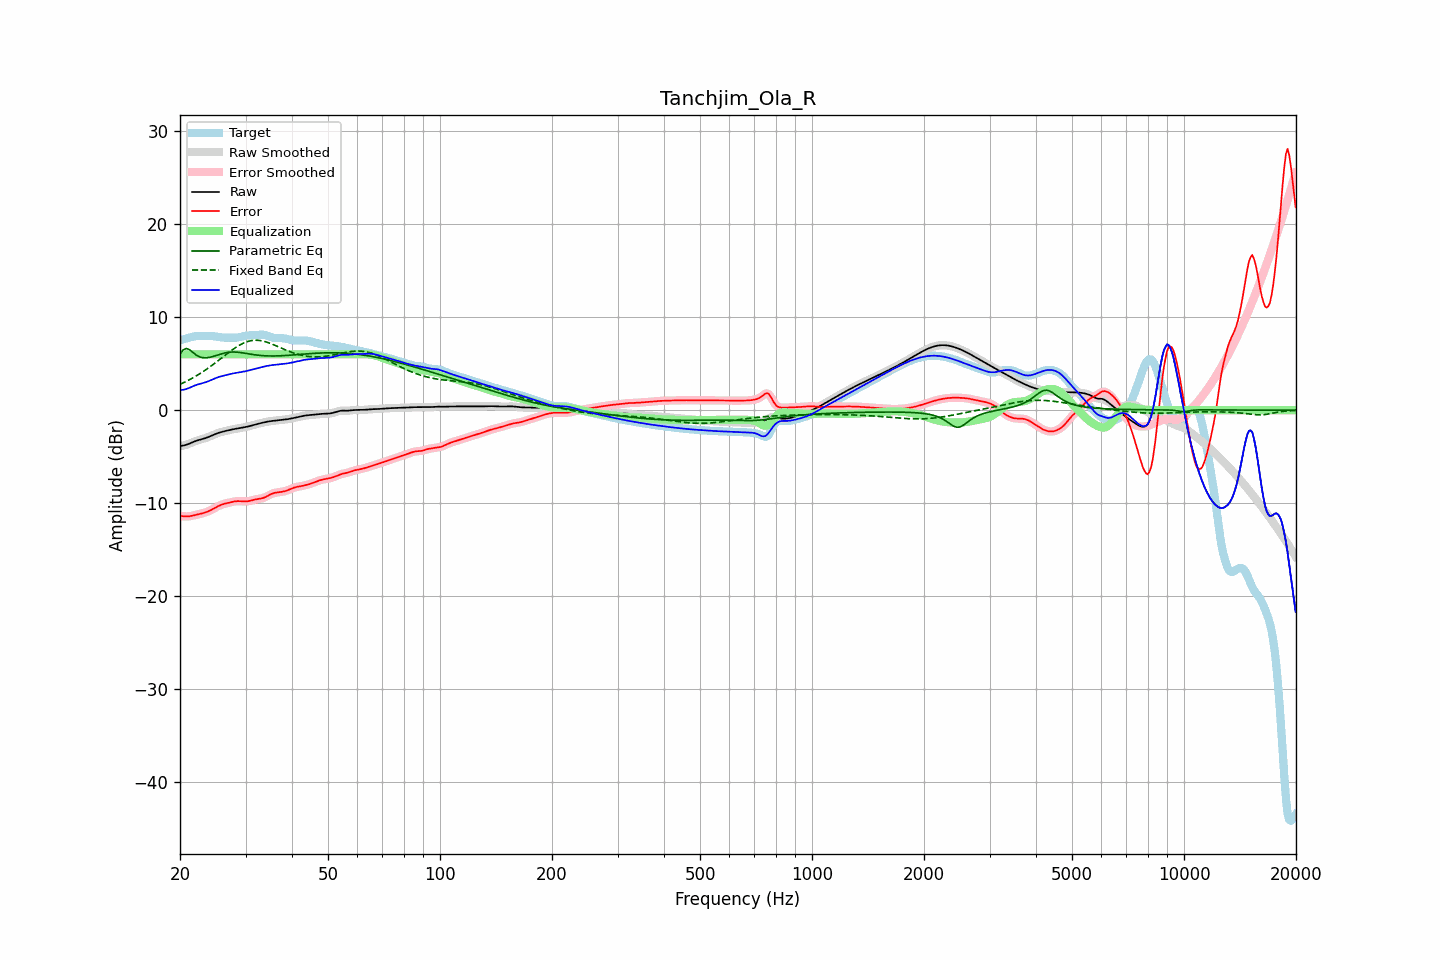 Tanchjim_Ola_R
Target
Raw Smoothed
Error Smoothed
Raw
Error
Equalization
Parametric Eq
Fixed Band Eq
Equalized
30
20
10
0
−10
−20
−30
−40
Amplitude (dBr)
20 50 100 200 500 1000 2000 5000 10000 20000
Frequency (Hz)